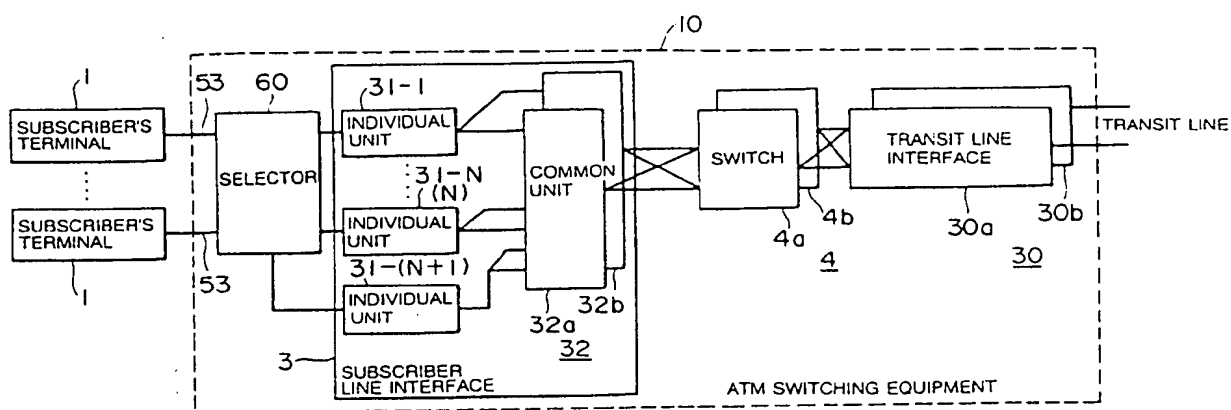 10
1
53
60
31-1
SUBSCRIBER'S
TERMINAL
SELECTOR
INDIVIDUAL
UNIT
31-N
(N)
COMMON
UNIT
SWITCH
TRANSIT LINE
INTERFACE
TRANSIT LINE
SUBSCRIBER'S
TERMINAL
INDIVIDUAL
UNIT
53
1
31-(N+1)
INDIVIDUAL
UNIT
32a
32b
32
4a
4b
4
30a
30b
30
3
SUBSCRIBER
LINE INTERFACE
ATM SWITCHING EQUIPMENT